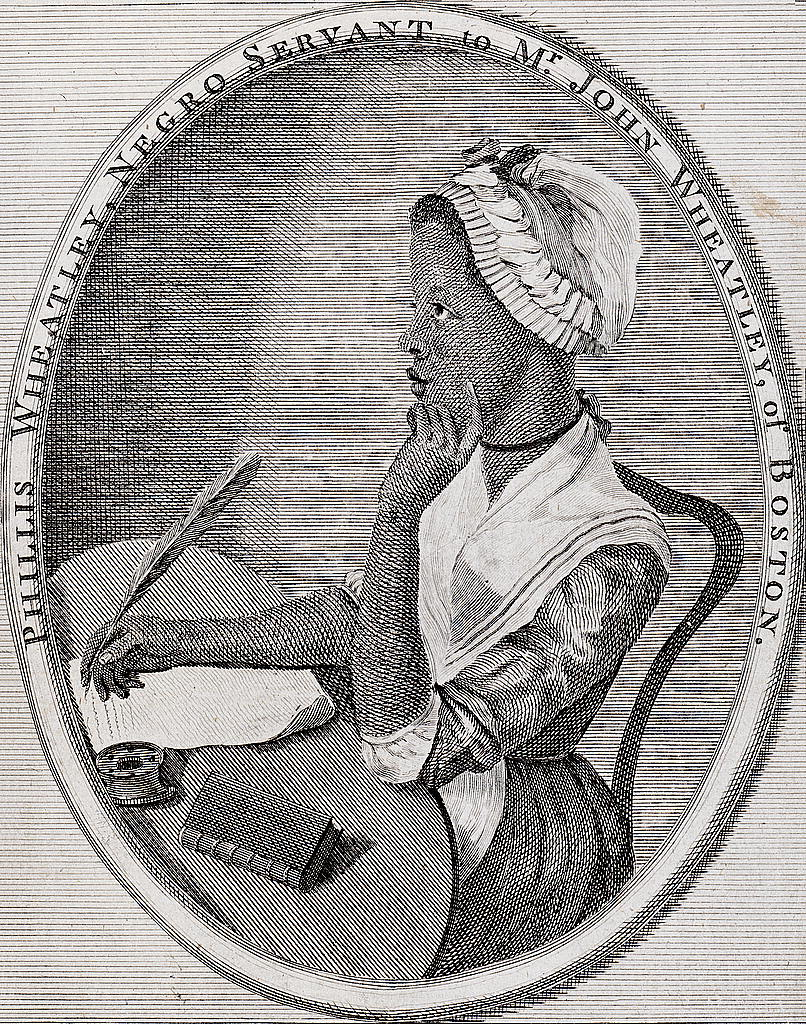 PHILLIS WHEATLEY, NEGRO SERVANT to Mr. JOHN WHEATLEY, of BOSTON.